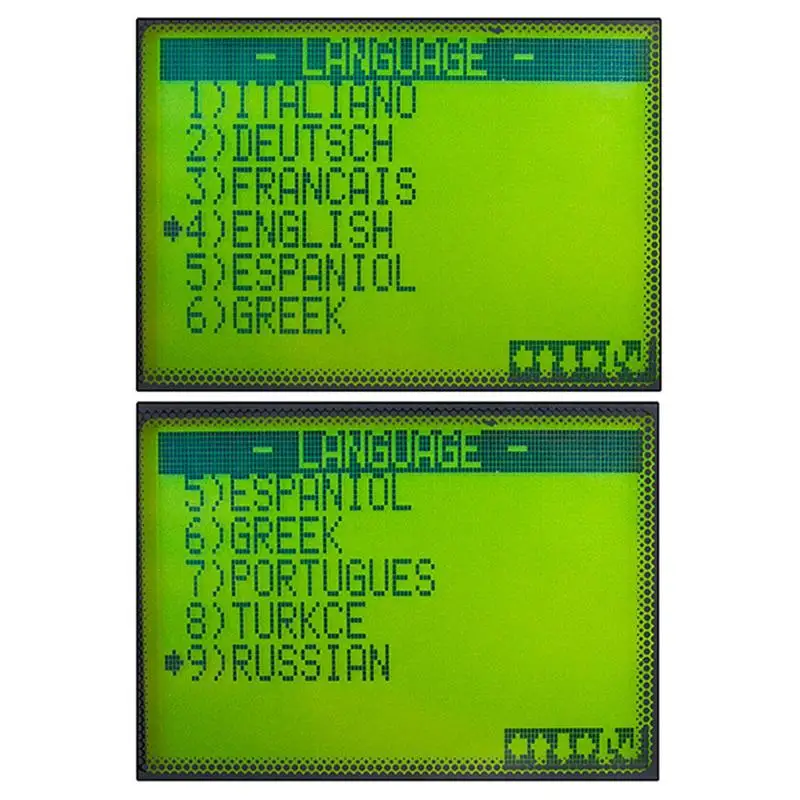 - LANGUAGE -
1)ITALIANO
2)DEUTSCH
3)FRANCAIS
4)ENGLISH
5)ESPANIOL
6)GREEK
- LANGUAGE -
5)ESPANIOL
6)GREEK
7)PORTUGUES
8)TURKCE
9)RUSSIAN